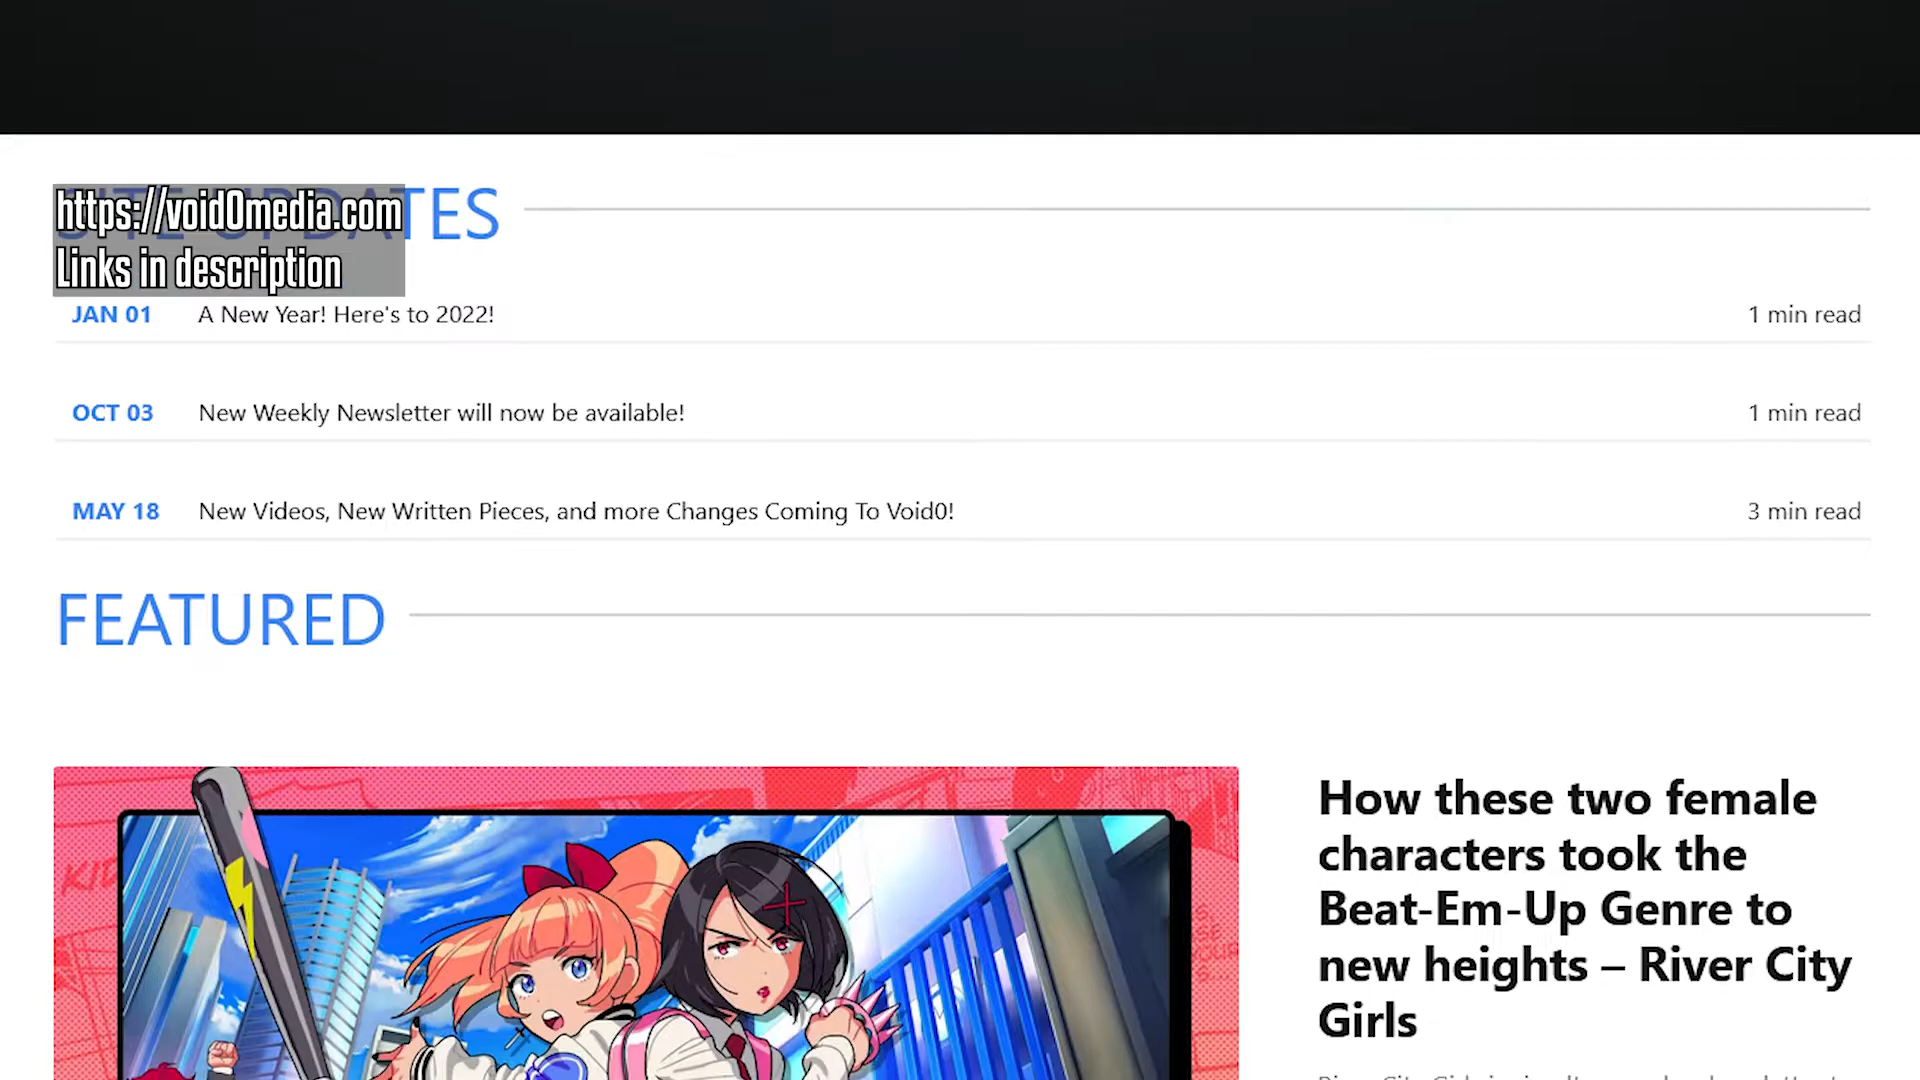 https://void0media.com
SITE UPDATES
Links in description
JAN 01 A New Year! Here's to 2022! 1 min read
OCT 03 New Weekly Newsletter will now be available! 1 min read
MAY 18 New Videos, New Written Pieces, and more Changes Coming To Void0! 3 min read
FEATURED
How these two female
characters took the
Beat-Em-Up Genre to
new heights – River City
Girls